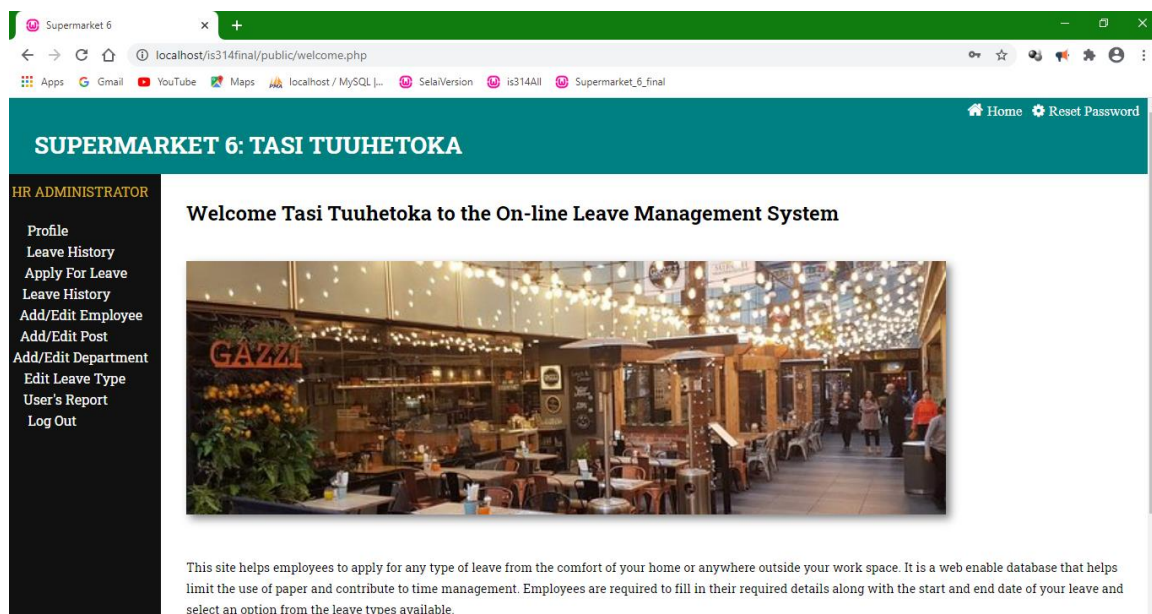 Supermarket 6
localhost/is314final/public/welcome.php
Apps Gmail YouTube Maps localhost / MySQL |... SelaiVersion is314All Supermarket_6_final
Home Reset Password
SUPERMARKET 6: TASI TUUHETOKA
HR ADMINISTRATOR
Profile
Leave History
Apply For Leave
Leave History
Add/Edit Employee
Add/Edit Post
Add/Edit Department
Edit Leave Type
User's Report
Log Out
Welcome Tasi Tuuhetoka to the On-line Leave Management System
GAZZI
This site helps employees to apply for any type of leave from the comfort of your home or anywhere outside your work space. It is a web enable database that helps
limit the use of paper and contribute to time management. Employees are required to fill in their required details along with the start and end date of your leave and
select an option from the leave types available.